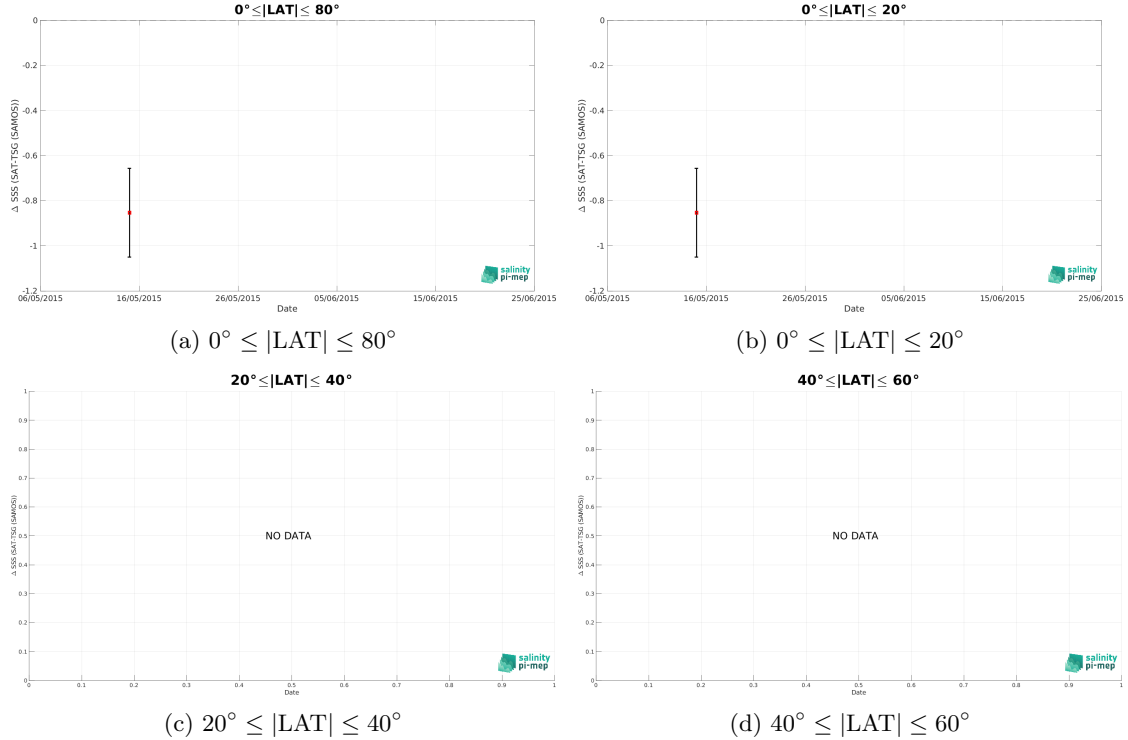 0°≤|LAT|≤ 80°
0
-0.2
-0.4
-0.6
-0.8
-1
-1.2
Δ SSS (SAT-TSG (SAMOS))
06/05/2015 16/05/2015 26/05/2015 05/06/2015 15/06/2015 25/06/2015
Date
salinity
pi-mep
(a) 0° ≤ |LAT| ≤ 80°
0°≤|LAT|≤ 20°
0
-0.2
-0.4
-0.6
-0.8
-1
-1.2
Δ SSS (SAT-TSG (SAMOS))
06/05/2015 16/05/2015 26/05/2015 05/06/2015 15/06/2015 25/06/2015
Date
salinity
pi-mep
(b) 0° ≤ |LAT| ≤ 20°
20°≤|LAT|≤ 40°
1
0.9
0.8
0.7
0.6
0.5
0.4
0.3
0.2
0.1
0
Δ SSS (SAT-TSG (SAMOS))
NO DATA
0 0.1 0.2 0.3 0.4 0.5 0.6 0.7 0.8 0.9 1
Date
salinity
pi-mep
(c) 20° ≤ |LAT| ≤ 40°
40°≤|LAT|≤ 60°
1
0.9
0.8
0.7
0.6
0.5
0.4
0.3
0.2
0.1
0
Δ SSS (SAT-TSG (SAMOS))
NO DATA
0 0.1 0.2 0.3 0.4 0.5 0.6 0.7 0.8 0.9 1
Date
salinity
pi-mep
(d) 40° ≤ |LAT| ≤ 60°